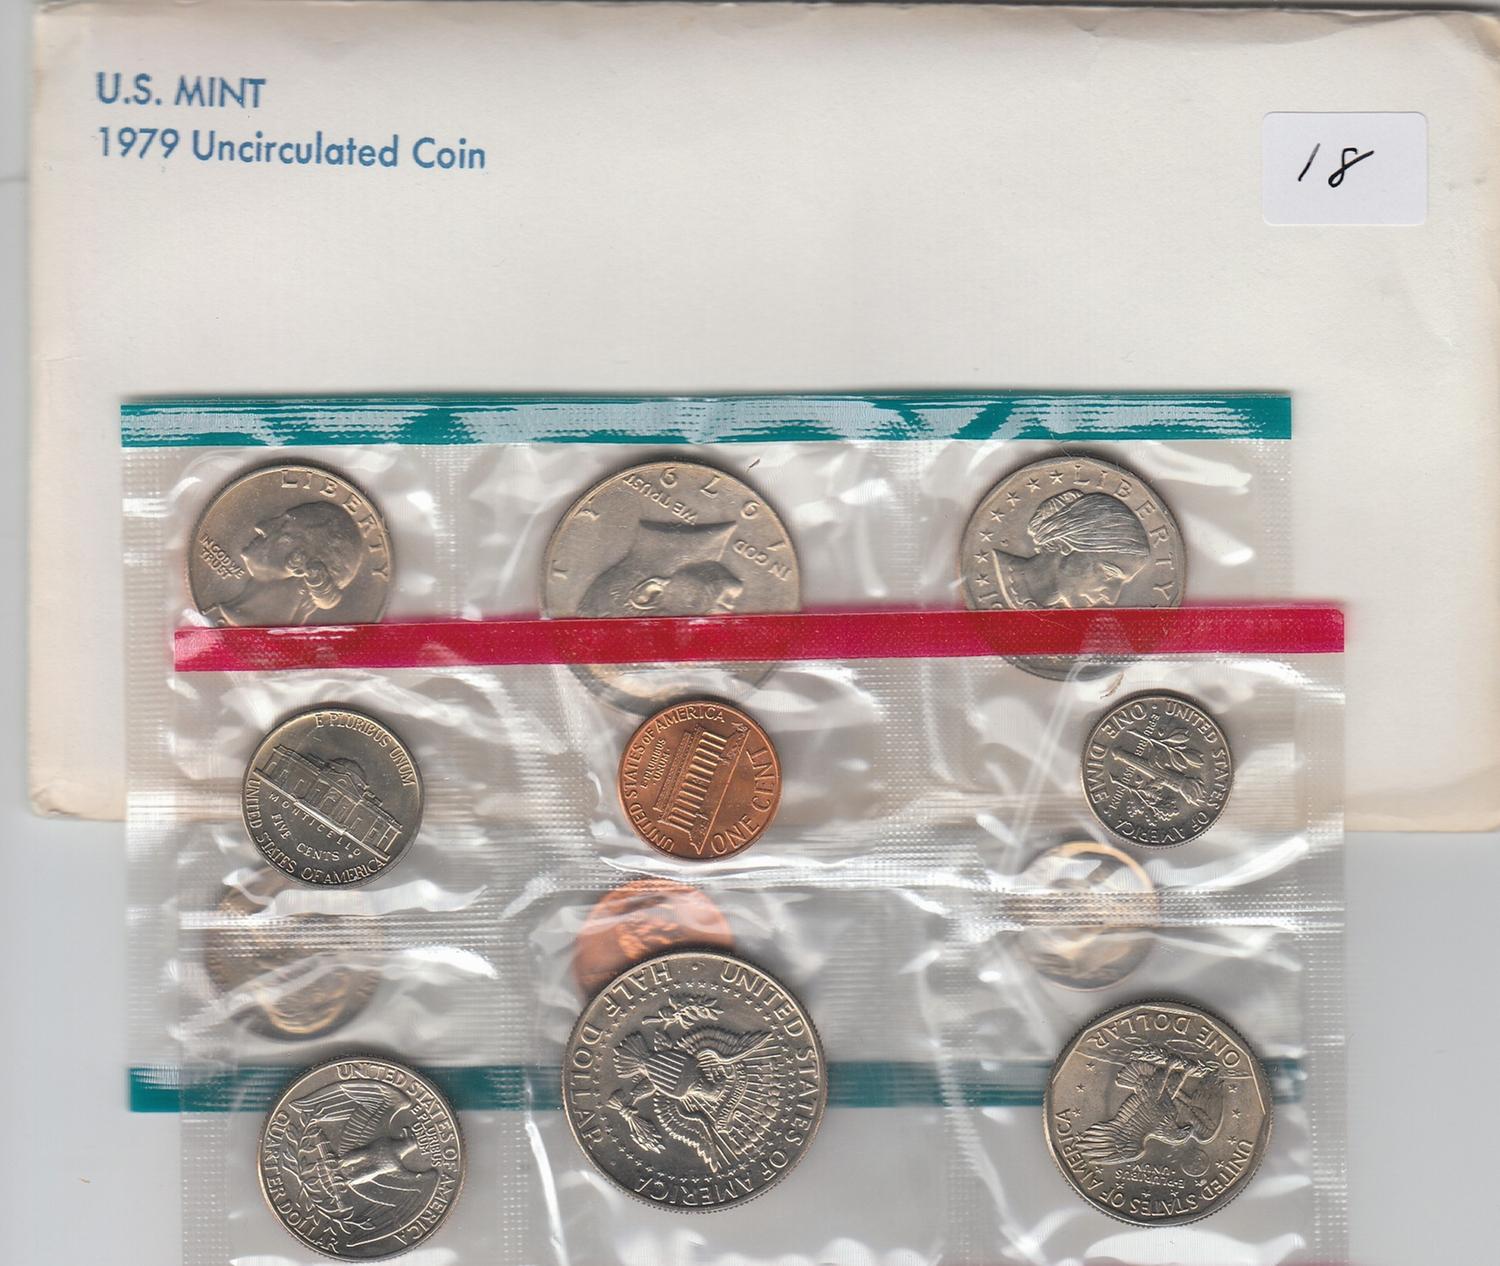 U.S. MINT
1979 Uncirculated Coin
18
LIBERTY
IN GOD WE
TRUST
1979
IN GOD WE TRUST
LIBERTY
E PLURIBUS UNUM
MONTICELLO
FIVE CENTS
UNITED STATES OF AMERICA
UNITED STATES OF AMERICA
E PLURIBUS
UNUM
ONE CENT
UNITED STATES OF AMERICA
ONE DIME
UNITED STATES OF AMERICA
E PLURIBUS
UNUM
QUARTER DOLLAR
UNITED STATES OF AMERICA
HALF DOLLAR
UNITED STATES OF AMERICA
E PLURIBUS
UNUM
ONE DOLLAR